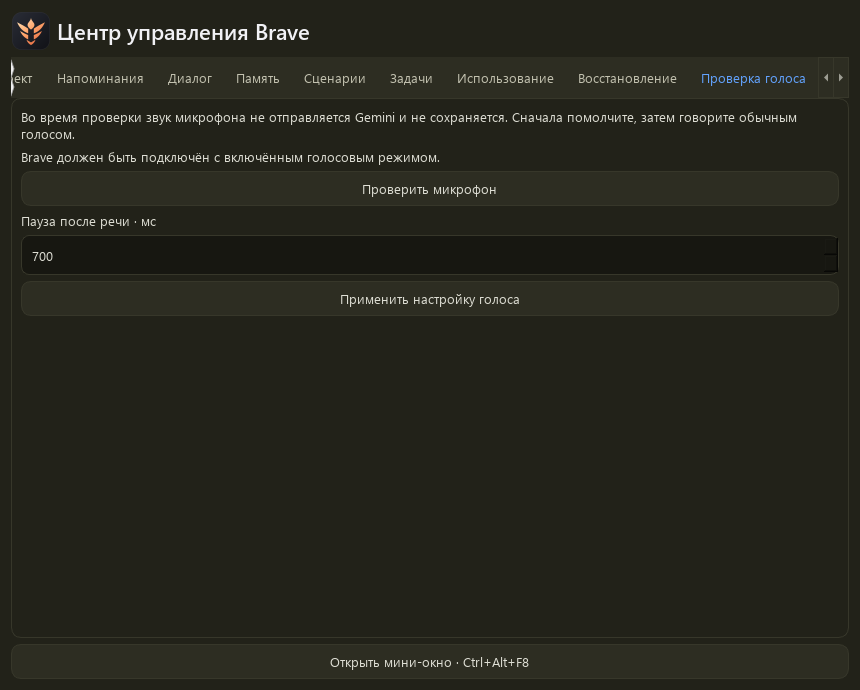 Центр управления Brave
ект Напоминания Диалог Память Сценарии Задачи Использование Восстановление Проверка голоса
Во время проверки звук микрофона не отправляется Gemini и не сохраняется. Сначала помолчите, затем говорите обычным
голосом.
Brave должен быть подключён с включённым голосовым режимом.
Проверить микрофон
Пауза после речи · мс
700
Применить настройку голоса
Открыть мини-окно · Ctrl+Alt+F8